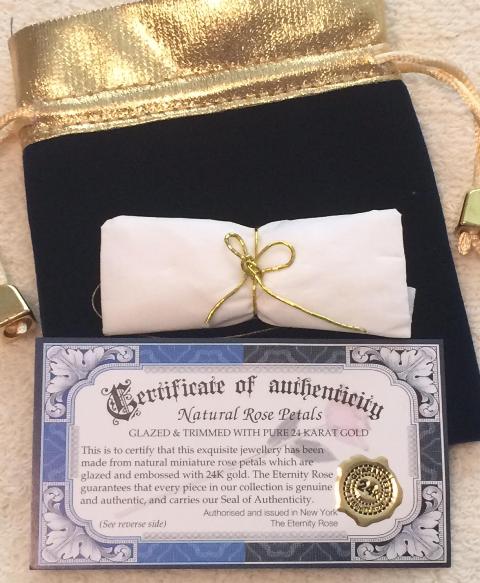 Certificate of authenticity
Natural Rose Petals
GLAZED & TRIMMED WITH PURE 24 KARAT GOLD
This is to certify that this exquisite jewellery has been
made from natural miniature rose petals which are
glazed and embossed with 24K gold. The Eternity Rose
guarantees that every piece in our collection is genuine
and authentic, and carries our Seal of Authenticity.
Authorised and issued in New York
(See reverse side) The Eternity Rose